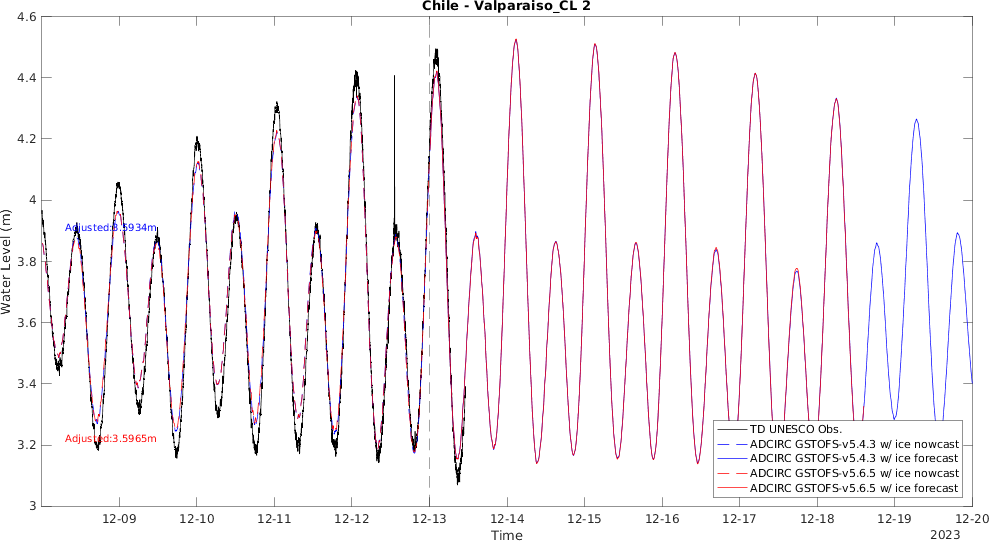 Chile - Valparaiso_CL 2
Water Level (m)
4.6
4.4
4.2
4
3.8
3.6
3.4
3.2
3
Adjusted:3.5934m
Adjusted:3.5965m
TD UNESCO Obs.
ADCIRC GSTOFS-v5.4.3 w/ ice nowcast
ADCIRC GSTOFS-v5.4.3 w/ ice forecast
ADCIRC GSTOFS-v5.6.5 w/ ice nowcast
ADCIRC GSTOFS-v5.6.5 w/ ice forecast
12-09 12-10 12-11 12-12 12-13 12-14 12-15 12-16 12-17 12-18 12-19 12-20
Time
2023